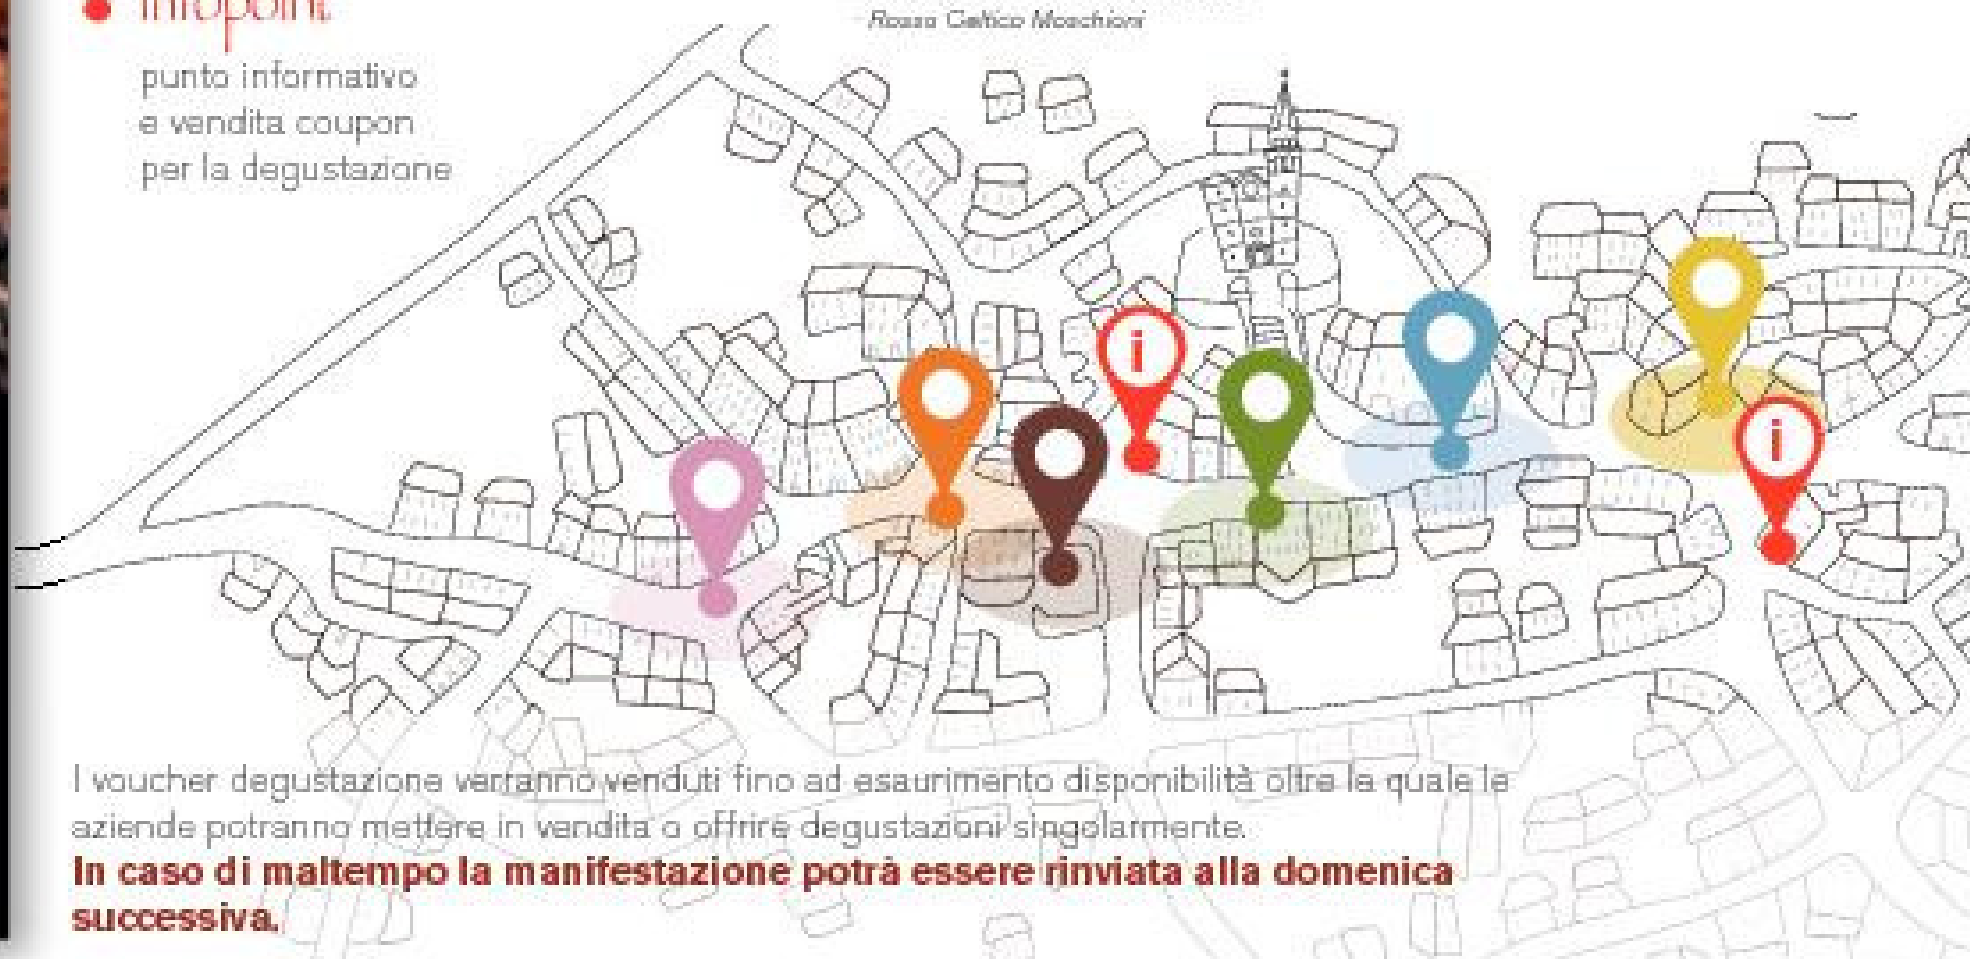 infopoint
punto informativo
e vendita coupon
per la degustazione
Rosso Celtico Moschioni
i
i
I voucher degustazione verranno venduti fino ad esaurimento disponibilità oltre la quale le
aziende potranno mettere in vendita o offrire degustazioni singolarmente.
In caso di maltempo la manifestazione potrà essere rinviata alla domenica
successiva.